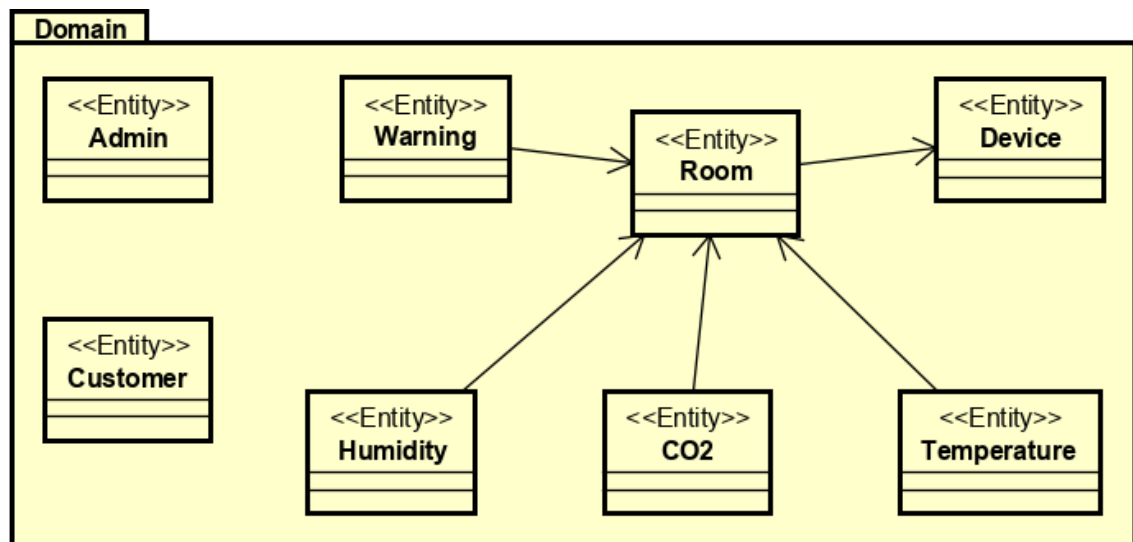 Domain
<<Entity>>
Admin
<<Entity>>
Warning
<<Entity>>
Room
<<Entity>>
Device
<<Entity>>
Customer
<<Entity>>
Humidity
<<Entity>>
CO2
<<Entity>>
Temperature